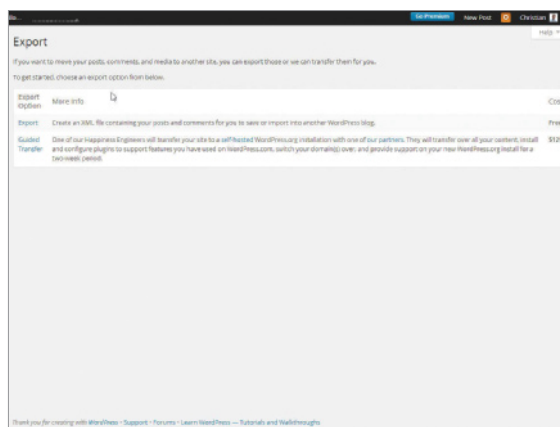 Go Premium New Post Christian
Help
Export
If you want to move your posts, comments, and media to another site, you can export those or we can transfer them for you.
To get started, choose an export option from below.
Export Option More Info Cos
Export Create an XML file containing your posts and comments for you to save or import into another WordPress blog. Free
Guided Transfer One of our Happiness Engineers will transfer your site to a self-hosted WordPress.org installation with one of our partners. They will transfer over all your content, install $12
and configure plugins to support features you have used on WordPress.com, switch your domain(s) over, and provide support on your new WordPress.org install for a
two-week period.
Thank you for creating with WordPress • Support • Forums • Learn WordPress — Tutorials and Walkthroughs